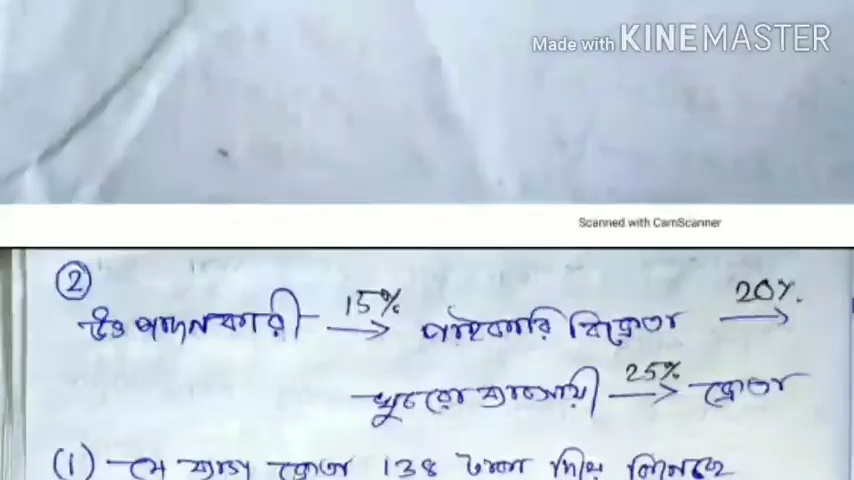 Made with KINEMASTER
Scanned with CamScanner
②
উৎপাদনকারী 15% → পাইকারি বিক্রেতা 20% →
খুচরো ব্যবসায়ী 25% → ক্রেতা
(1) যে ব্যাগ ক্রেতা 138 টাকা দিয়ে কিনেছে